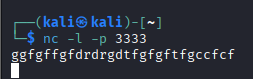 ┌──(kali㉿kali)-[~]
└─$ nc -l -p 3333
ggfgffgfdrdrgdtfgfgftfgccfcf